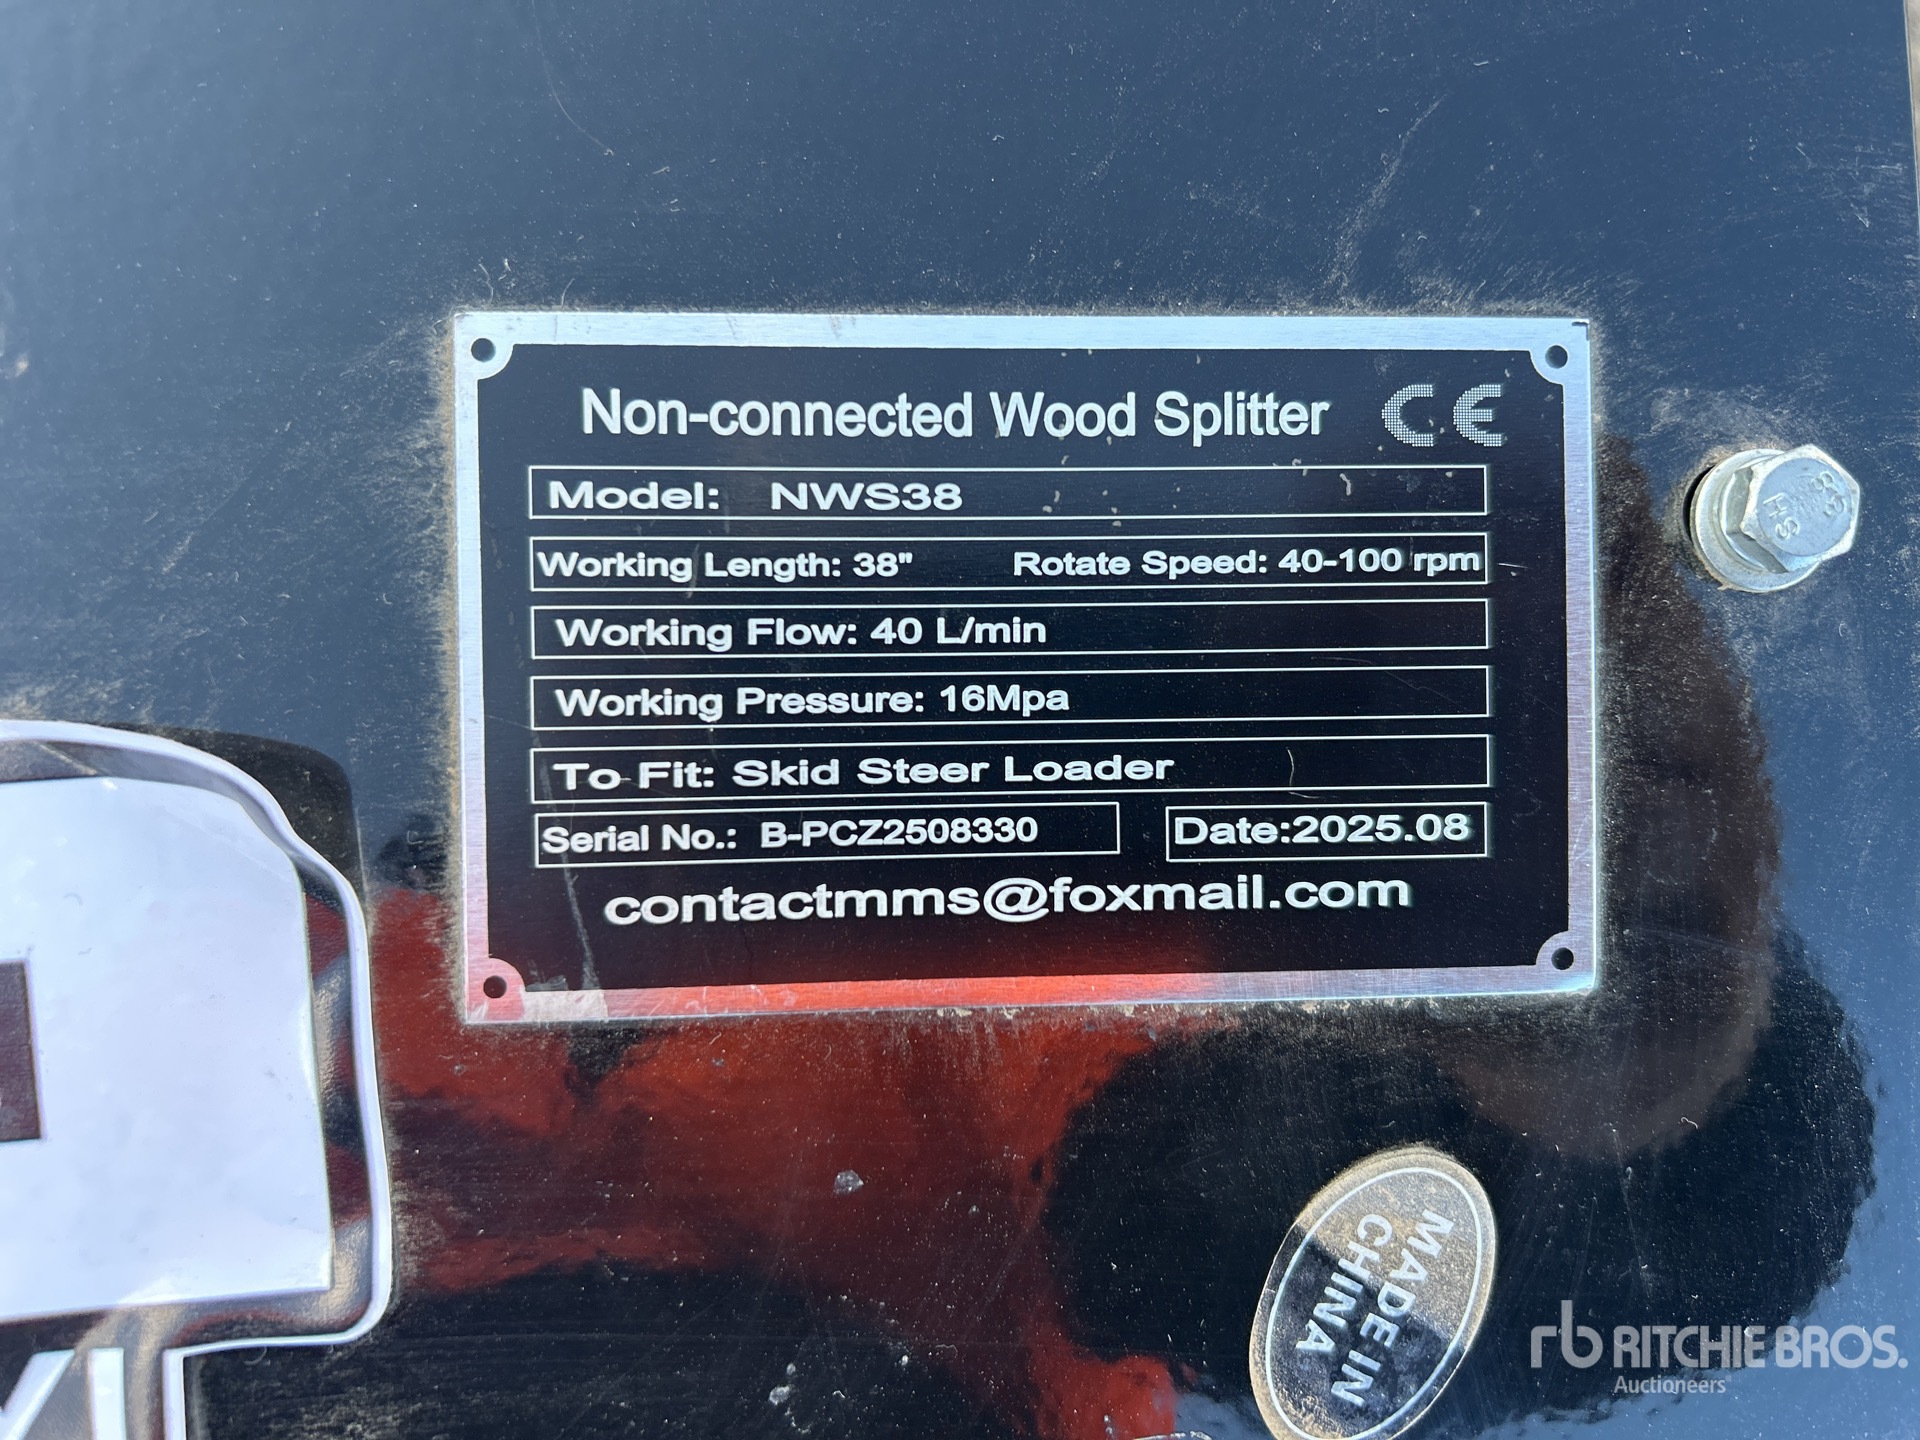 Non-connected Wood Splitter CE
Model: NWS38
Working Length: 38" Rotate Speed: 40-100 rpm
Working Flow: 40 L/min
Working Pressure: 16Mpa
To Fit: Skid Steer Loader
Serial No.: B-PCZ2508330 Date:2025.08
contactmms@foxmail.com
8.8
MADE IN
CHINA
rb RITCHIE BROS.
Auctioneers